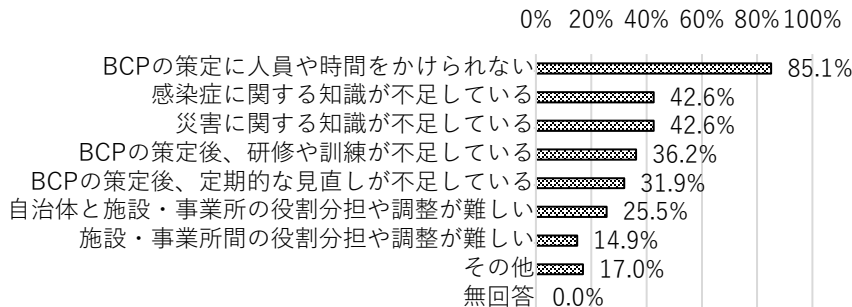 0% 20% 40% 60% 80% 100%
BCPの策定に人員や時間をかけられない 85.1%
感染症に関する知識が不足している 42.6%
災害に関する知識が不足している 42.6%
BCPの策定後、研修や訓練が不足している 36.2%
BCPの策定後、定期的な見直しが不足している 31.9%
自治体と施設・事業所の役割分担や調整が難しい 25.5%
施設・事業所間の役割分担や調整が難しい 14.9%
その他 17.0%
無回答 0.0%